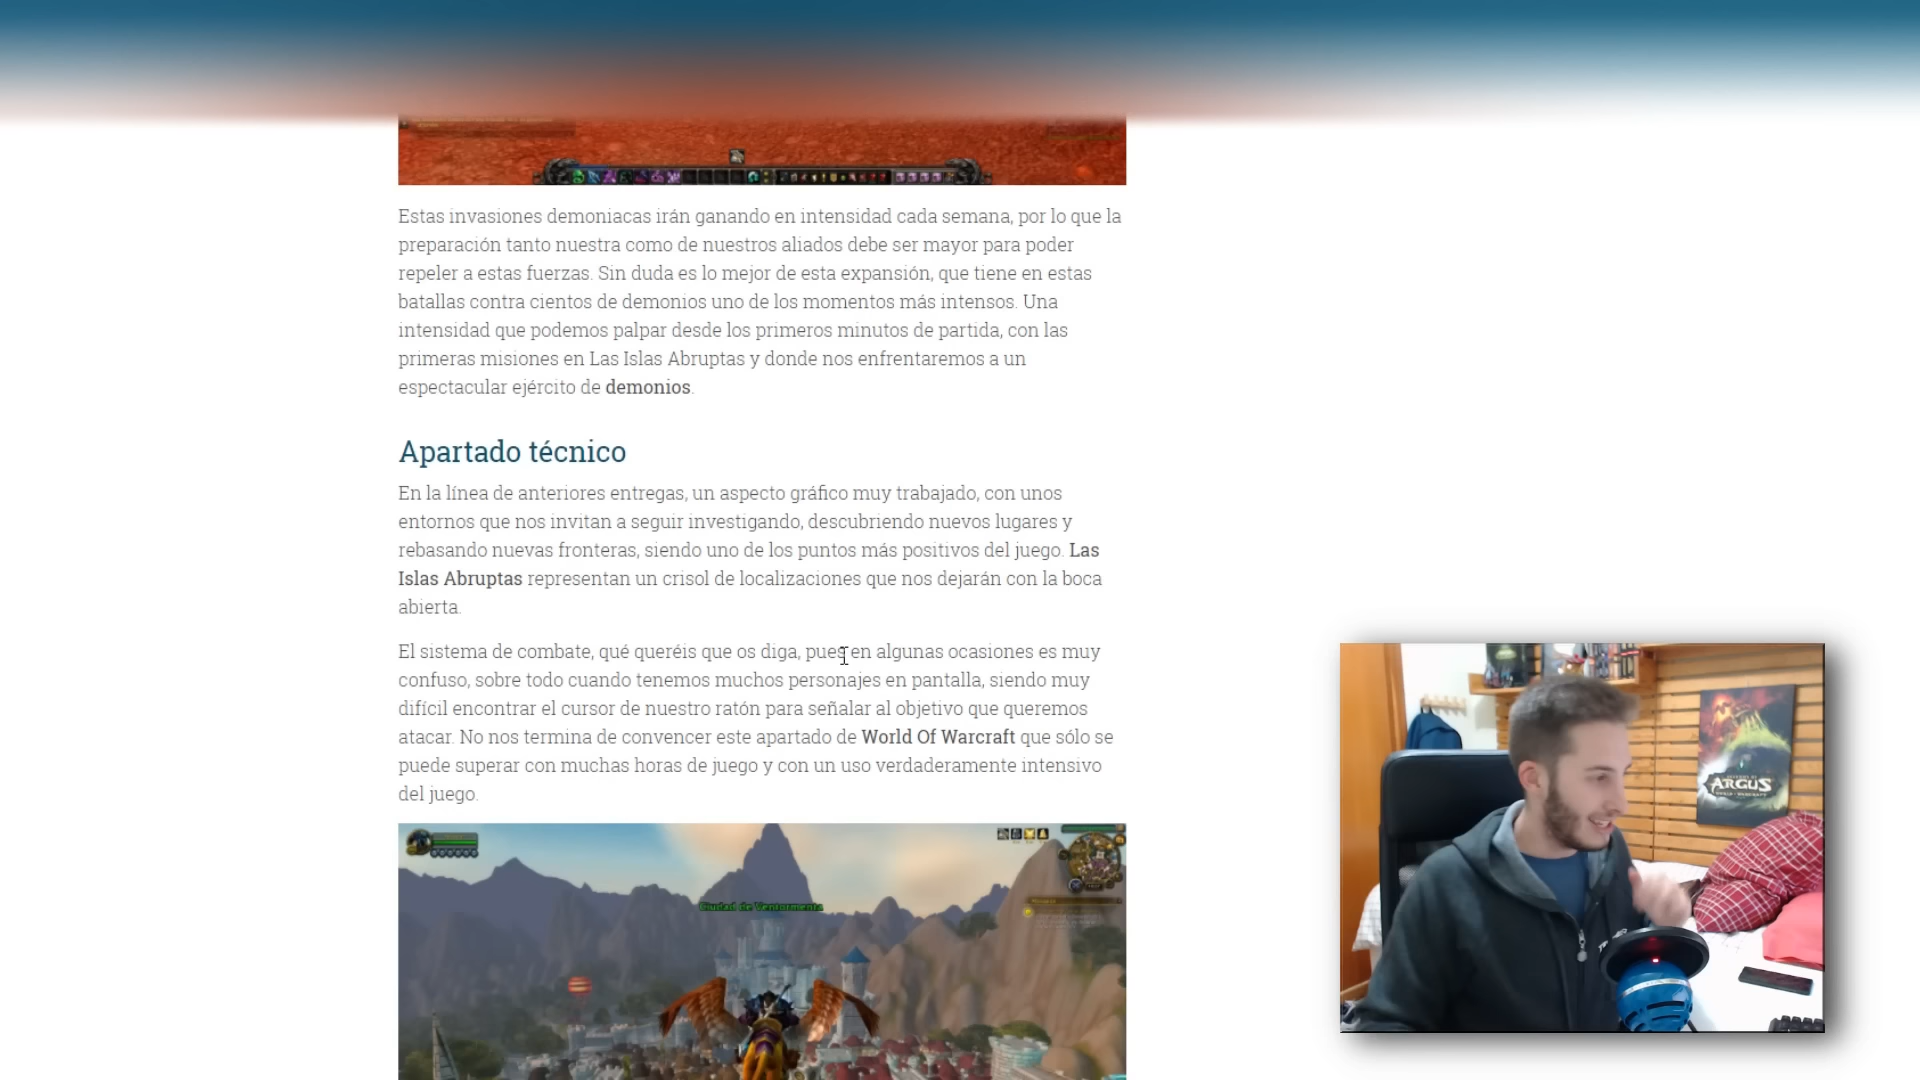 Estas invasiones demoniacas irán ganando en intensidad cada semana, por lo que la
preparación tanto nuestra como de nuestros aliados debe ser mayor para poder
repeler a estas fuerzas. Sin duda es lo mejor de esta expansión, que tiene en estas
batallas contra cientos de demonios uno de los momentos más intensos. Una
intensidad que podemos palpar desde los primeros minutos de partida, con las
primeras misiones en Las Islas Abruptas y donde nos enfrentaremos a un
espectacular ejército de demonios.
Apartado técnico
En la línea de anteriores entregas, un aspecto gráfico muy trabajado, con unos
entornos que nos invitan a seguir investigando, descubriendo nuevos lugares y
rebasando nuevas fronteras, siendo uno de los puntos más positivos del juego. Las
Islas Abruptas representan un crisol de localizaciones que nos dejarán con la boca
abierta.
El sistema de combate, qué queréis que os diga, pues en algunas ocasiones es muy
confuso, sobre todo cuando tenemos muchos personajes en pantalla, siendo muy
difícil encontrar el cursor de nuestro ratón para señalar al objetivo que queremos
atacar. No nos termina de convencer este apartado de World Of Warcraft que sólo se
puede superar con muchas horas de juego y con un uso verdaderamente intensivo
del juego.
Ciudad de Ventormenta
ARGUS